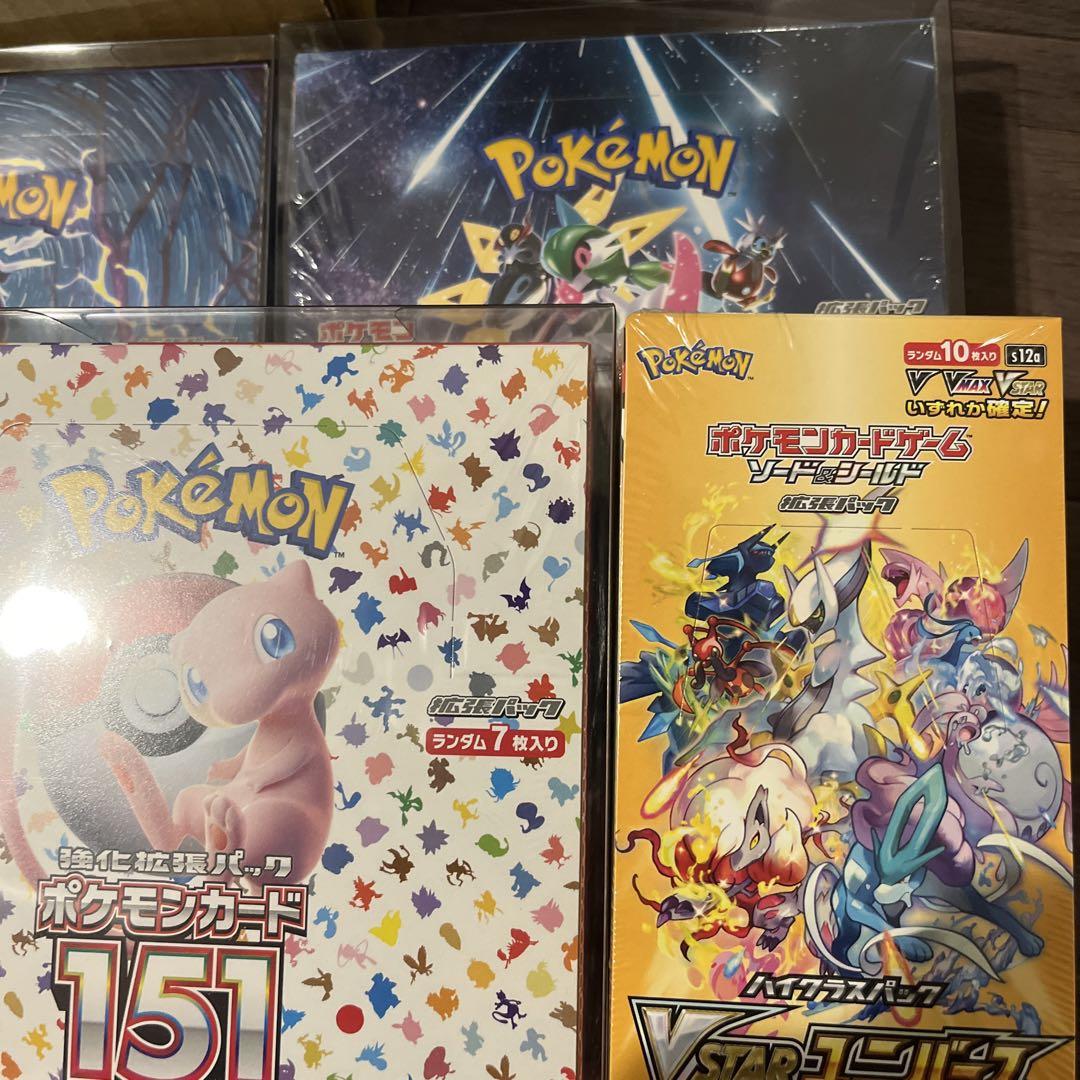 MON
POKéMON
TM
拡張パック
ポケモン
POKéMON
TM
拡張パック
ランダム7枚入り
強化拡張パック
ポケモンカード
151
POKéMON
TM
ランダム10枚入り
s12a
V VMAX VSTAR
いずれか確定!
ポケモンカードゲーム
ソード&シールド
拡張パック
ハイクラスパック
VSTARユニバース